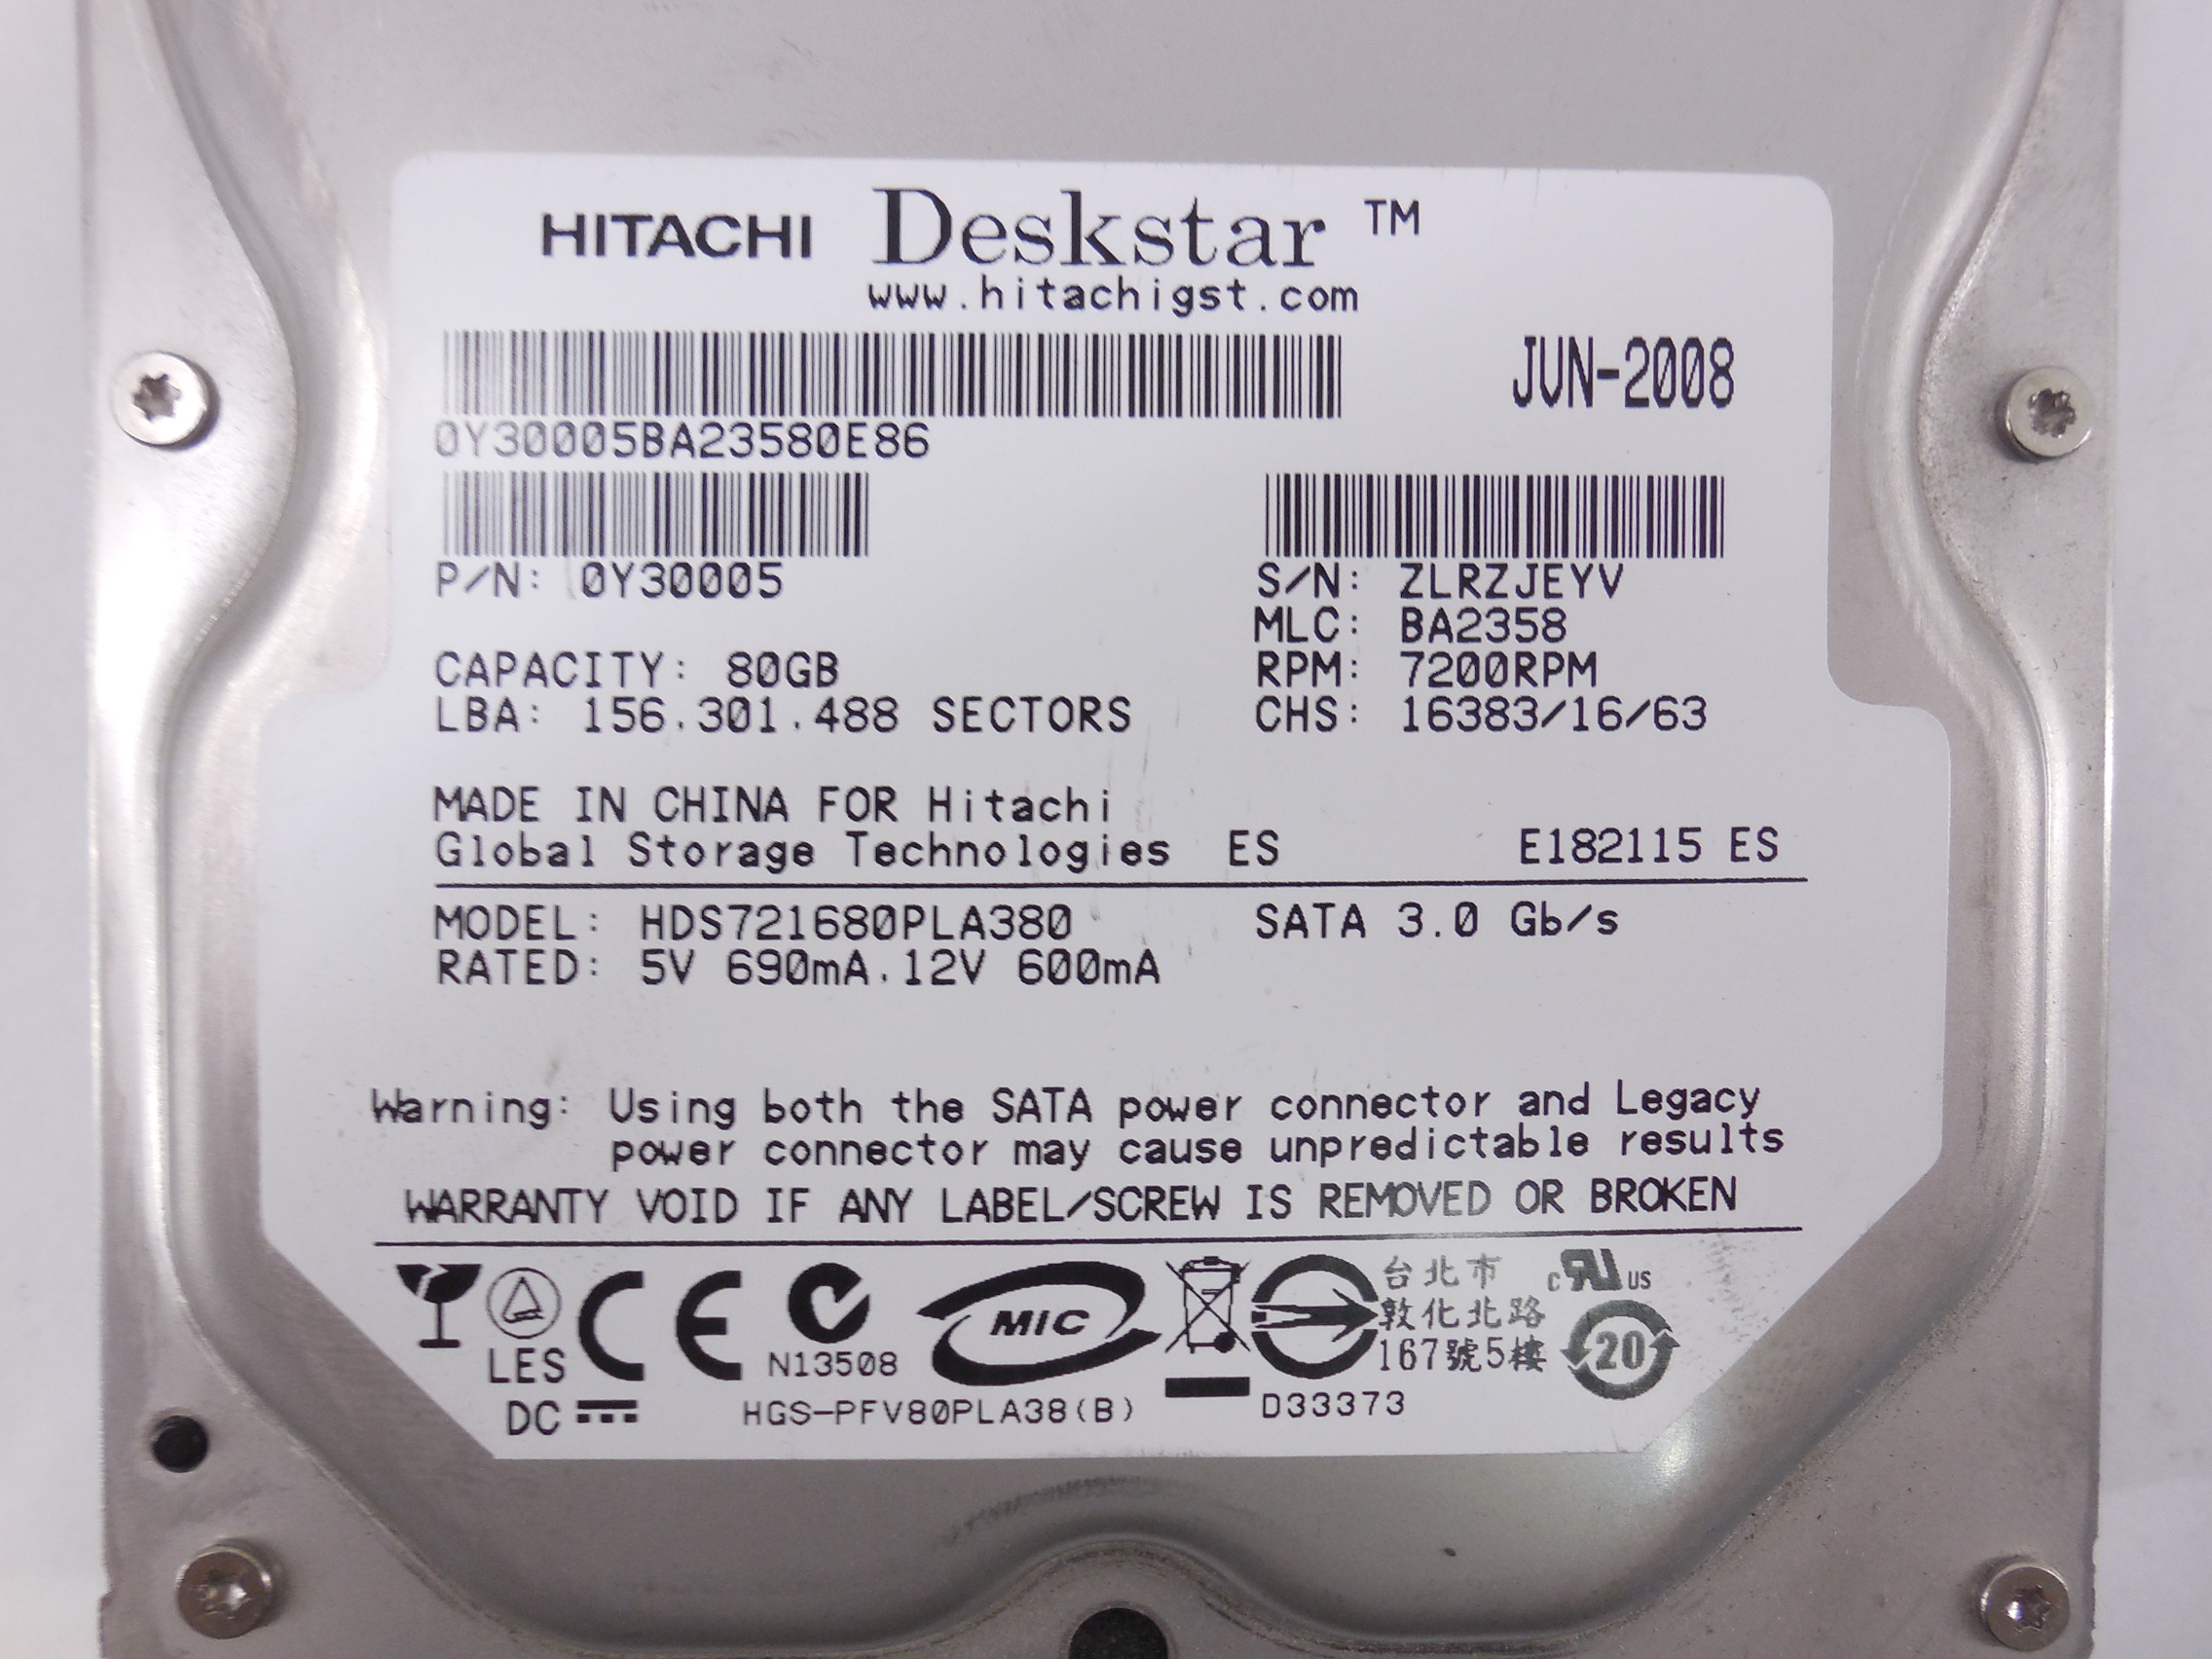 HITACHI Deskstar ™
www.hitachigst.com
JUN-2008
0Y30005BA23580E86
P/N: 0Y30005
S/N: ZLRZJEYV
MLC: BA2358
CAPACITY: 80GB
RPM: 7200RPM
LBA: 156,301,488 SECTORS
CHS: 16383/16/63
MADE IN CHINA FOR Hitachi
Global Storage Technologies ES E182115 ES
MODEL: HDS721680PLA380 SATA 3.0 Gb/s
RATED: 5V 690mA,12V 600mA
Warning: Using both the SATA power connector and Legacy
power connector may cause unpredictable results
WARRANTY VOID IF ANY LABEL/SCREW IS REMOVED OR BROKEN
LES
DC
CE
N13508
MIC
HGS-PFV80PLA38(B)
D33373
台北市
敦化北路
167號5樓
c RU US
20